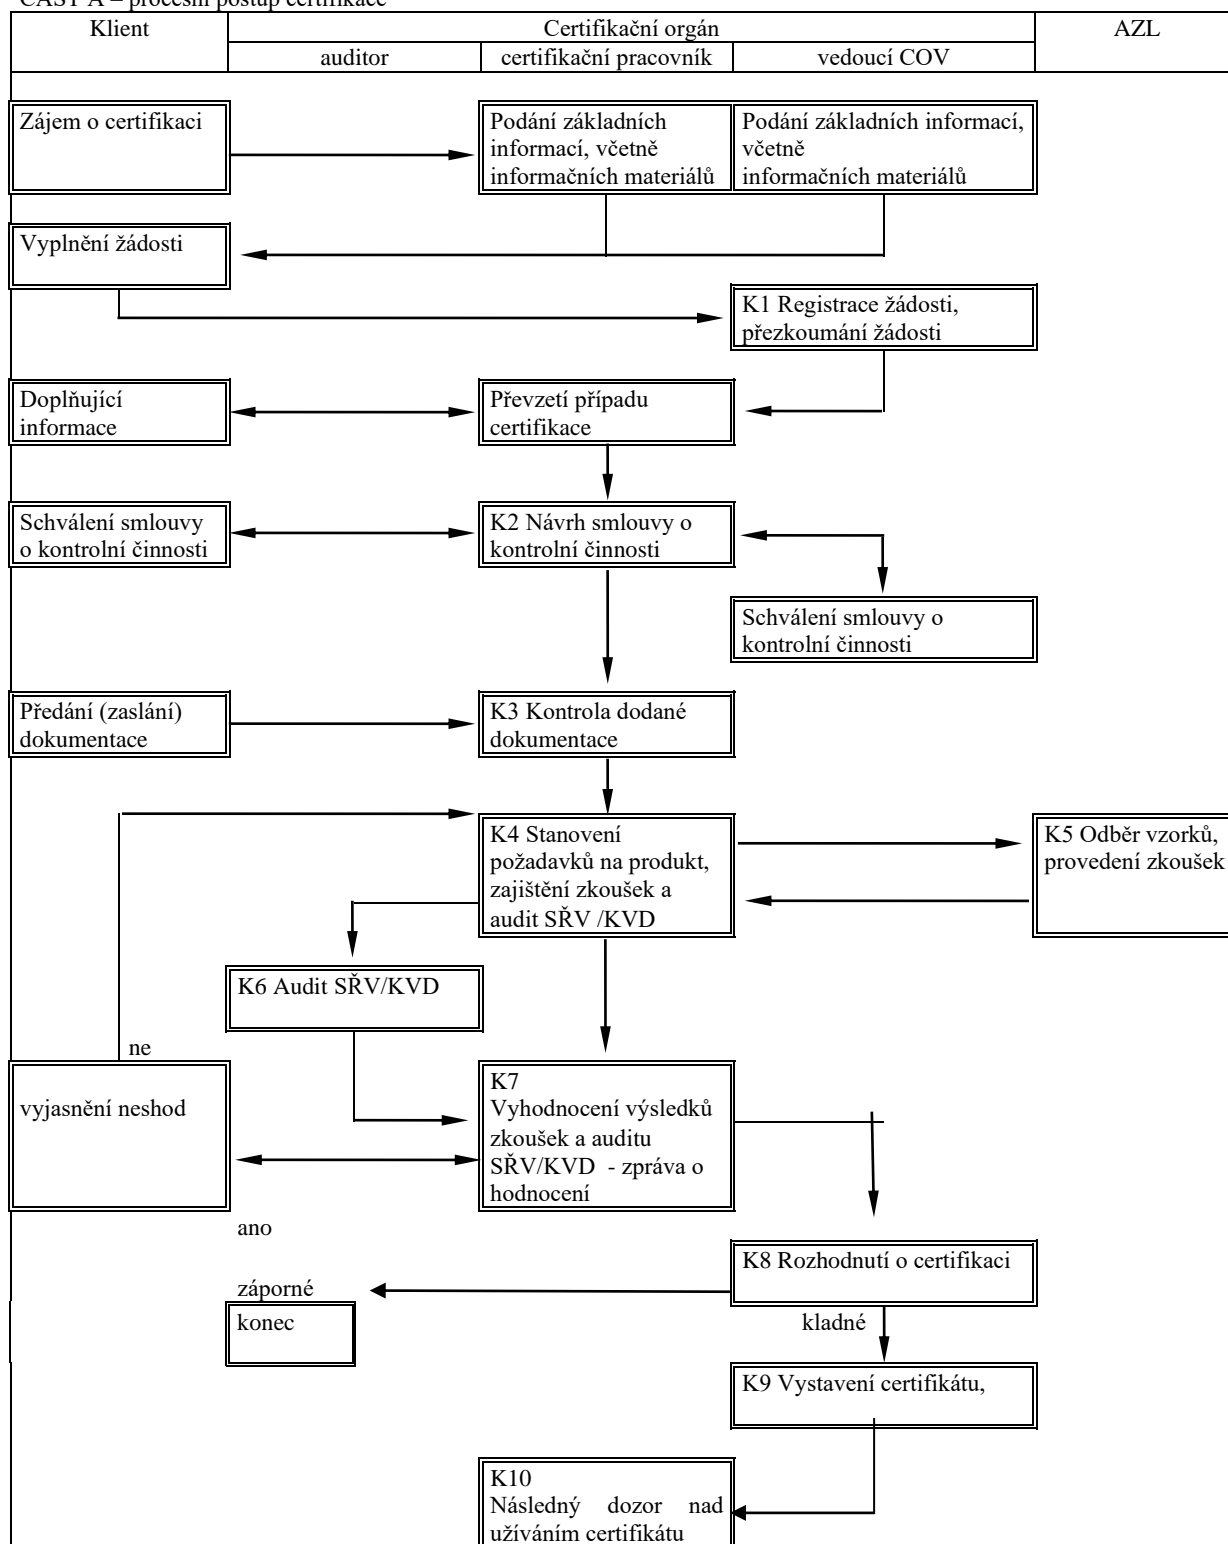 ČÁST A – procesní postup certifikace
Klient
Certifikační orgán
AZL
auditor
certifikační pracovník
vedoucí COV
Zájem o certifikaci
Podání základních
informací, včetně
informačních materiálů
Podání základních informací,
včetně
informačních materiálů
Vyplnění žádosti
K1 Registrace žádosti,
přezkoumání žádosti
Doplňující
informace
Převzetí případu
certifikace
Schválení smlouvy
o kontrolní činnosti
K2 Návrh smlouvy o
kontrolní činnosti
Schválení smlouvy o
kontrolní činnosti
Předání (zaslání)
dokumentace
K3 Kontrola dodané
dokumentace
K4 Stanovení
požadavků na produkt,
zajištění zkoušek a
audit SŘV /KVD
K5 Odběr vzorků,
provedení zkoušek
K6 Audit SŘV/KVD
ne
vyjasnění neshod
K7
Vyhodnocení výsledků
zkoušek a auditu
SŘV/KVD - zpráva o
hodnocení
ano
K8 Rozhodnutí o certifikaci
záporné
konec
kladné
K9 Vystavení certifikátu,
K10
Následný dozor nad
užíváním certifikátu